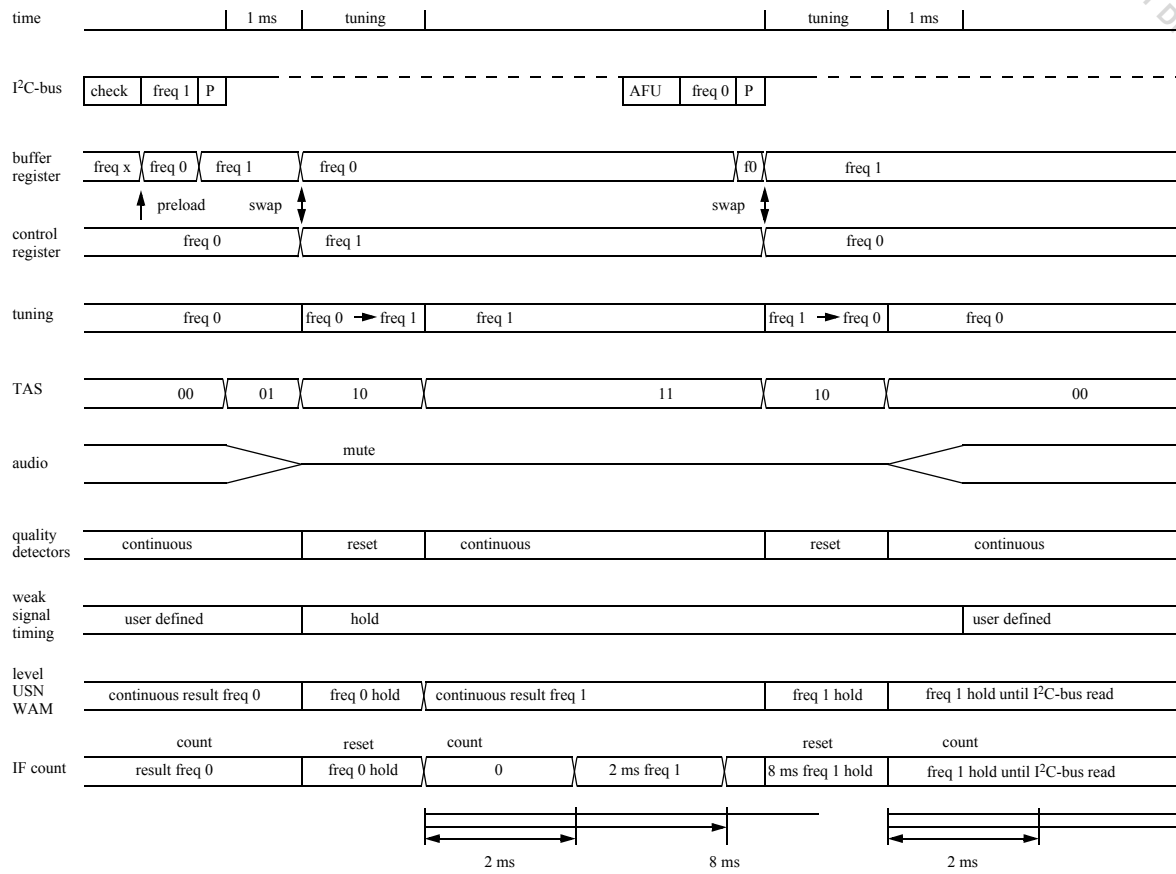 time 1 ms tuning tuning 1 ms
I²C-bus check freq 1 P AFU freq 0 P
buffer register freq x freq 0 freq 1 freq 0 f0 freq 1
preload swap swap
control register freq 0 freq 1 freq 0
tuning freq 0 freq 0 freq 1 freq 1 freq 1 freq 0 freq 0
TAS 00 01 10 11 10 00
mute
audio
quality detectors continuous reset continuous reset continuous
weak signal timing user defined hold user defined
level USN WAM continuous result freq 0 freq 0 hold continuous result freq 1 freq 1 hold freq 1 hold until I²C-bus read
count reset count reset count
IF count result freq 0 freq 0 hold 0 2 ms freq 1 8 ms freq 1 hold freq 1 hold until I²C-bus read
2 ms 8 ms 2 ms